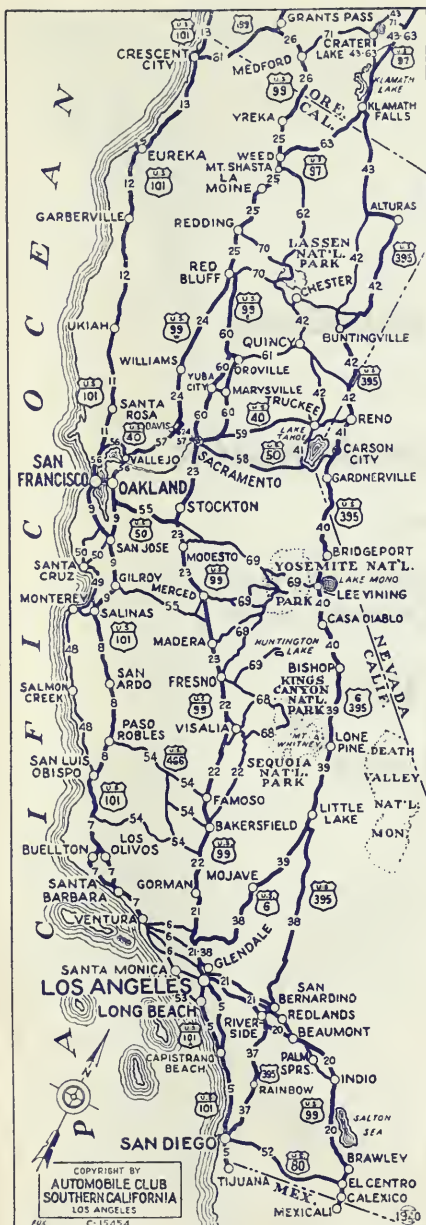 GRANTS PASS
CRATER LAKE
CRESCENT CITY
MEDFORD
KLAMATH LAKE
ORE.
CAL.
KLAMATH FALLS
YREKA
WEED
MT. SHASTA
LA MOINE
EUREKA
ALTURAS
GARBERVILLE
REDDING
LASSEN NAT'L. PARK
RED BLUFF
CHESTER
UKIAH
QUINCY
BUNTINGVILLE
WILLIAMS
OROVILLE
YUBA CITY
MARYSVILLE
TRUCKEE
RENO
SANTA ROSA
DAVIS
VALLEJO
LAKE TAHOE
CARSON CITY
SACRAMENTO
SAN FRANCISCO
OAKLAND
GARDNERVILLE
STOCKTON
SAN JOSE
BRIDGEPORT
SANTA CRUZ
MODESTO
YOSEMITE NAT'L. PARK
LAKE MONO
GILROY
MERCED
LEEVINING
MONTEREY
SALINAS
CASA DIABLO
MADERA
HUNTINGTON LAKE
BISHOP
NEVADA
CALIF.
SAN ARDO
FRESNO
KINGS CANYON NATL. PARK
SALMON CREEK
PASO ROBLES
VISALIA
MT. WHITNEY
LONE PINE
DEATH VALLEY NAT'L. MON.
SEQUOIA NAT'L. PARK
SAN LUIS OBISPO
FAMOSO
BAKERSFIELD
LITTLE LAKE
BUELLTON
LOS OLIVOS
GORMAN
MOJAVE
SANTA BARBARA
VENTURA
GLENDALE
SANTA MONICA
LOS ANGELES
SAN BERNARDINO
LONG BEACH
RIVERSIDE
REDLANDS
BEAUMONT
CAPISTRANO BEACH
PALM SPRS.
RAINBOW
INDIO
SALTON SEA
SAN DIEGO
BRAWLEY
TIJUANA
MEX.
EL CENTRO
CALEXICO
MEXICALI
PACIFIC OCEAN
COPYRIGHT BY
AUTOMOBILE CLUB
SOUTHERN CALIFORNIA
LOS ANGELES
C-15454